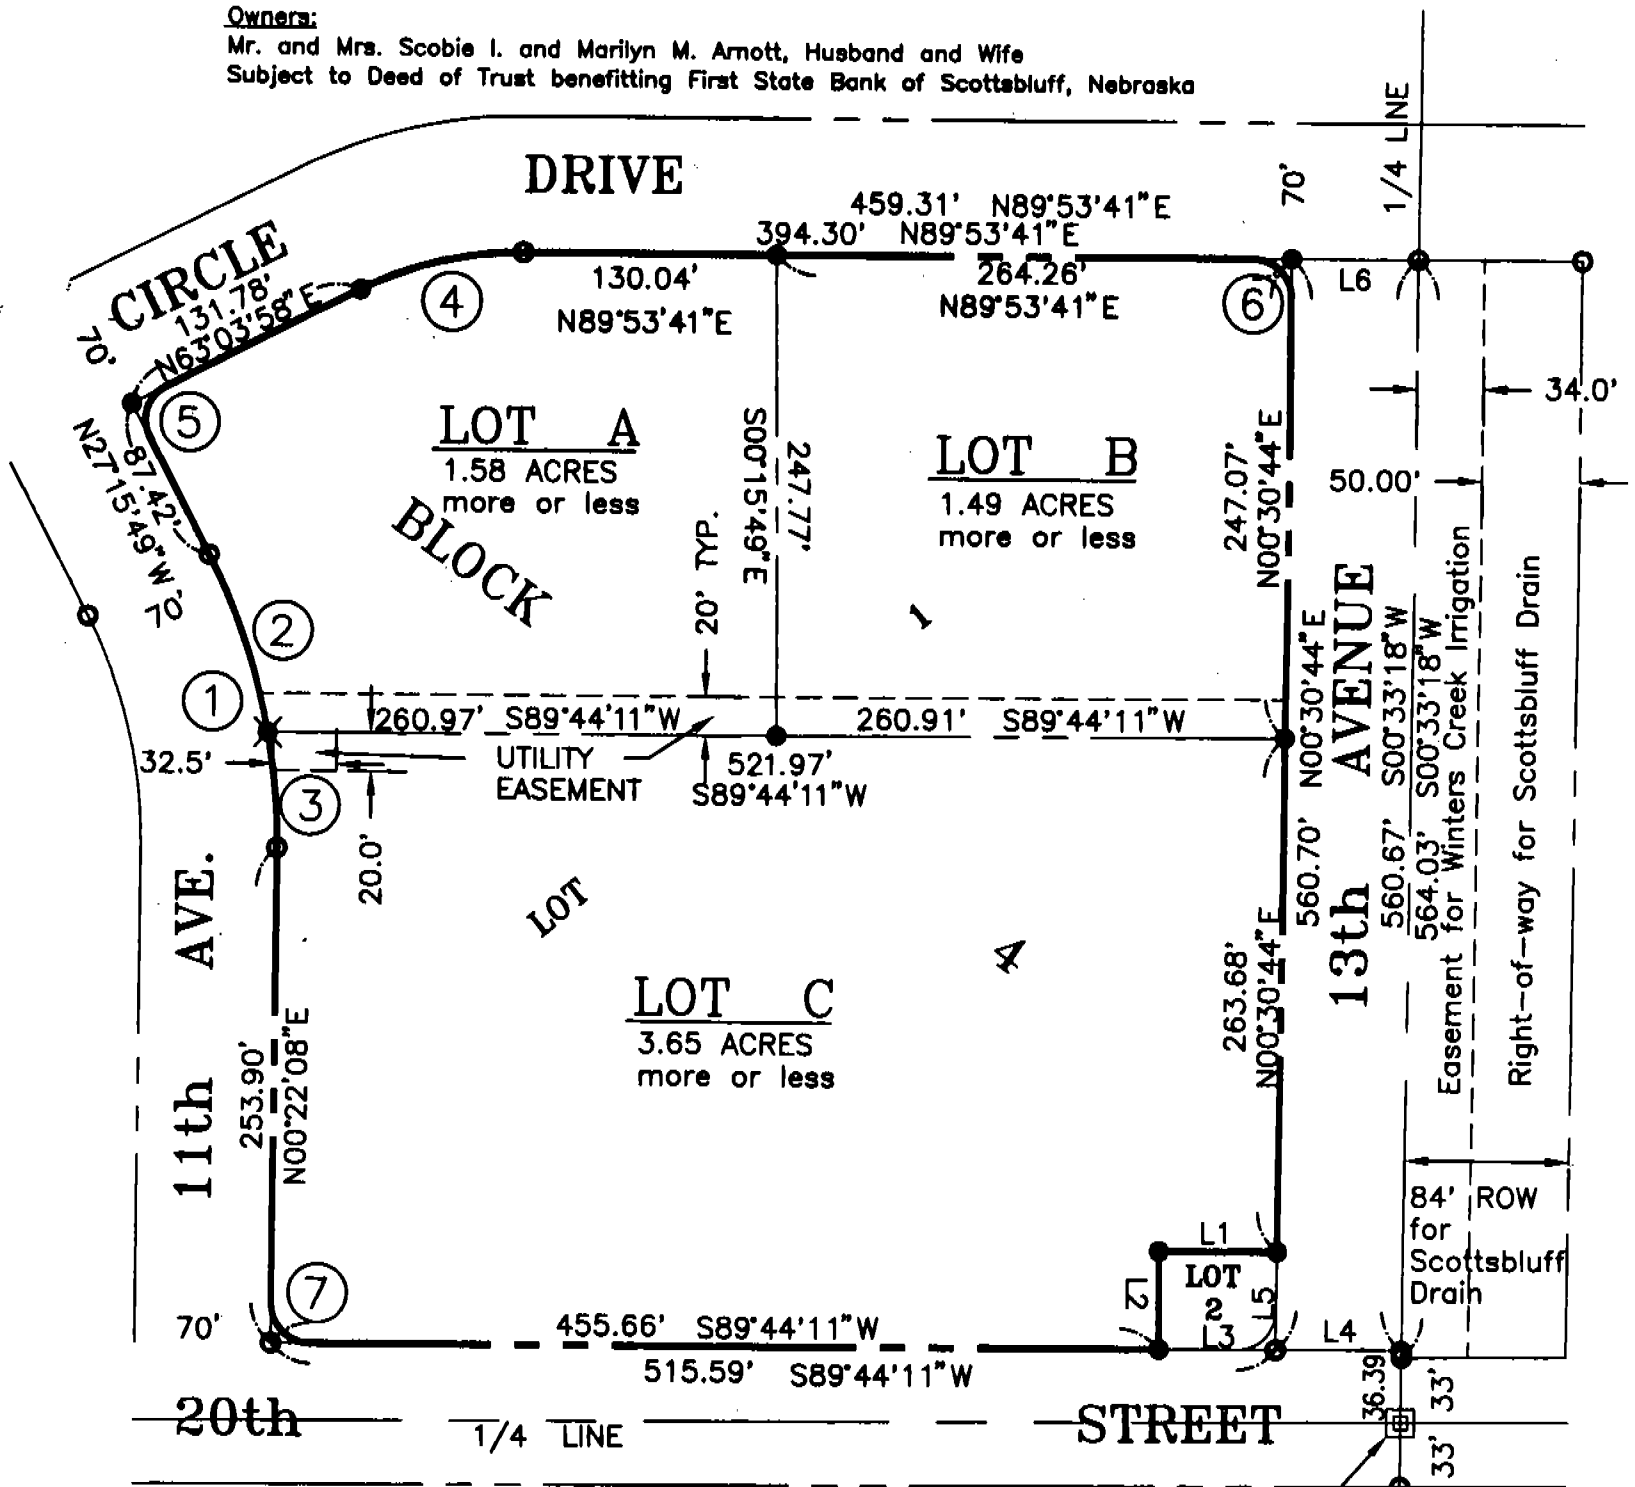 Owners:
Mr. and Mrs. Scobie I. and Marilyn M. Arnott, Husband and Wife
Subject to Deed of Trust benefitting First State Bank of Scottsbluff, Nebraska
1/4 LINE
DRIVE
70'
459.31' N89°53'41"E
394.30' N89°53'41"E
CIRCLE
131.78'
N63°03'58"E
70'
4
130.04'
N89°53'41"E
264.26'
N89°53'41"E
6
L6
34.0'
5
87.42'
N27°15'49"W
70'
LOT A
1.58 ACRES
more or less
BLOCK
S00°15'49"E
247.77'
LOT B
1.49 ACRES
more or less
247.07'
N00°30'44"E
50.00'
20' TYP.
1
2
1
260.97' S89°44'11"W
260.91' S89°44'11"W
32.5'
UTILITY
EASEMENT
521.97'
S89°44'11"W
3
20.0'
11th AVE.
253.90'
N00°22'08"E
LOT
4
LOT C
3.65 ACRES
more or less
263.68'
N00°30'44"E
560.70' N00°30'44"E
13th AVENUE
560.67' S00°33'18"W
564.03' S00°33'18"W
Easement for Winters Creek Irrigation
Right-of-way for Scottsbluff Drain
84' ROW
for
Scottsbluff
Drain
L1
LOT
2
L2
L5
L3
L4
7
70'
455.66' S89°44'11"W
515.59' S89°44'11"W
36.39
33'
33'
20th STREET
1/4 LINE